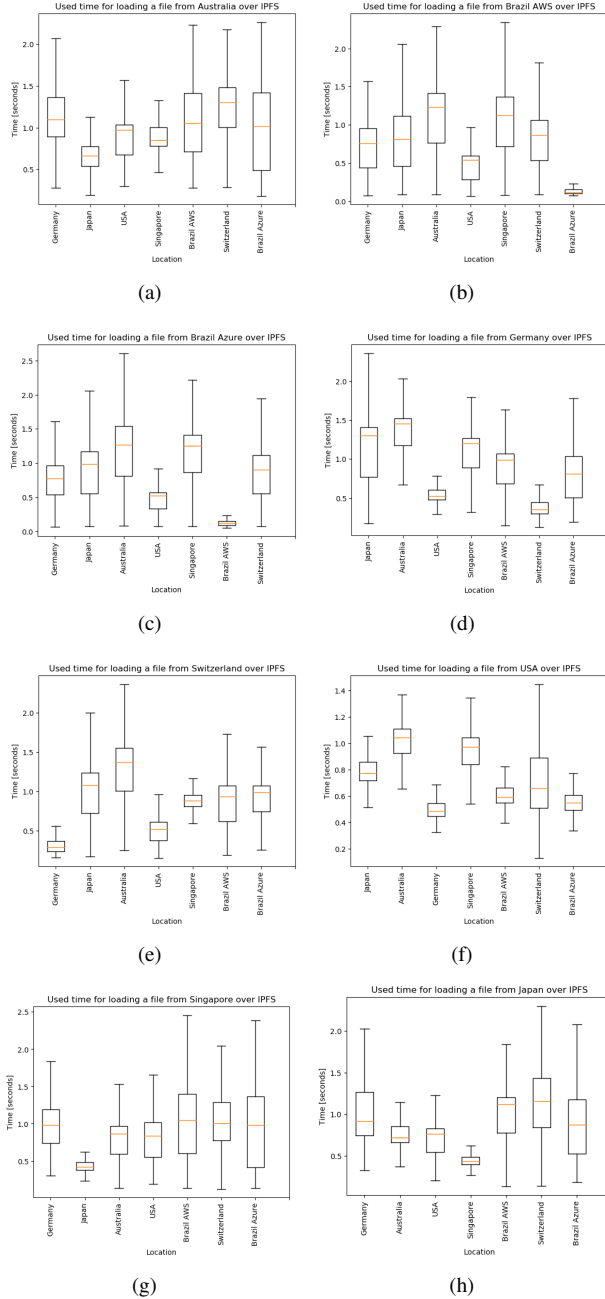 Used time for loading a file from Australia over IPFS
Time [seconds]
2.0
1.5
1.0
0.5
Germany
Japan
USA
Singapore
Brazil AWS
Switzerland
Brazil Azure
Location
(a)
Used time for loading a file from Brazil AWS over IPFS
Time [seconds]
2.0
1.5
1.0
0.5
0.0
Germany
Japan
Australia
USA
Singapore
Switzerland
Brazil Azure
Location
(b)
Used time for loading a file from Brazil Azure over IPFS
Time [seconds]
2.5
2.0
1.5
1.0
0.5
0.0
Germany
Japan
Australia
USA
Singapore
Brazil AWS
Switzerland
Location
(c)
Used time for loading a file from Germany over IPFS
Time [seconds]
2.0
1.5
1.0
0.5
Japan
Australia
USA
Singapore
Brazil AWS
Switzerland
Brazil Azure
Location
(d)
Used time for loading a file from Switzerland over IPFS
Time [seconds]
2.0
1.5
1.0
0.5
Germany
Japan
Australia
USA
Singapore
Brazil AWS
Brazil Azure
Location
(e)
Used time for loading a file from USA over IPFS
Time [seconds]
1.4
1.2
1.0
0.8
0.6
0.4
0.2
Japan
Australia
Germany
Singapore
Brazil AWS
Switzerland
Brazil Azure
Location
(f)
Used time for loading a file from Singapore over IPFS
Time [seconds]
2.5
2.0
1.5
1.0
0.5
Germany
Japan
Australia
USA
Brazil AWS
Switzerland
Brazil Azure
Location
(g)
Used time for loading a file from Japan over IPFS
Time [seconds]
2.0
1.5
1.0
0.5
Germany
Australia
USA
Singapore
Brazil AWS
Switzerland
Brazil Azure
Location
(h)